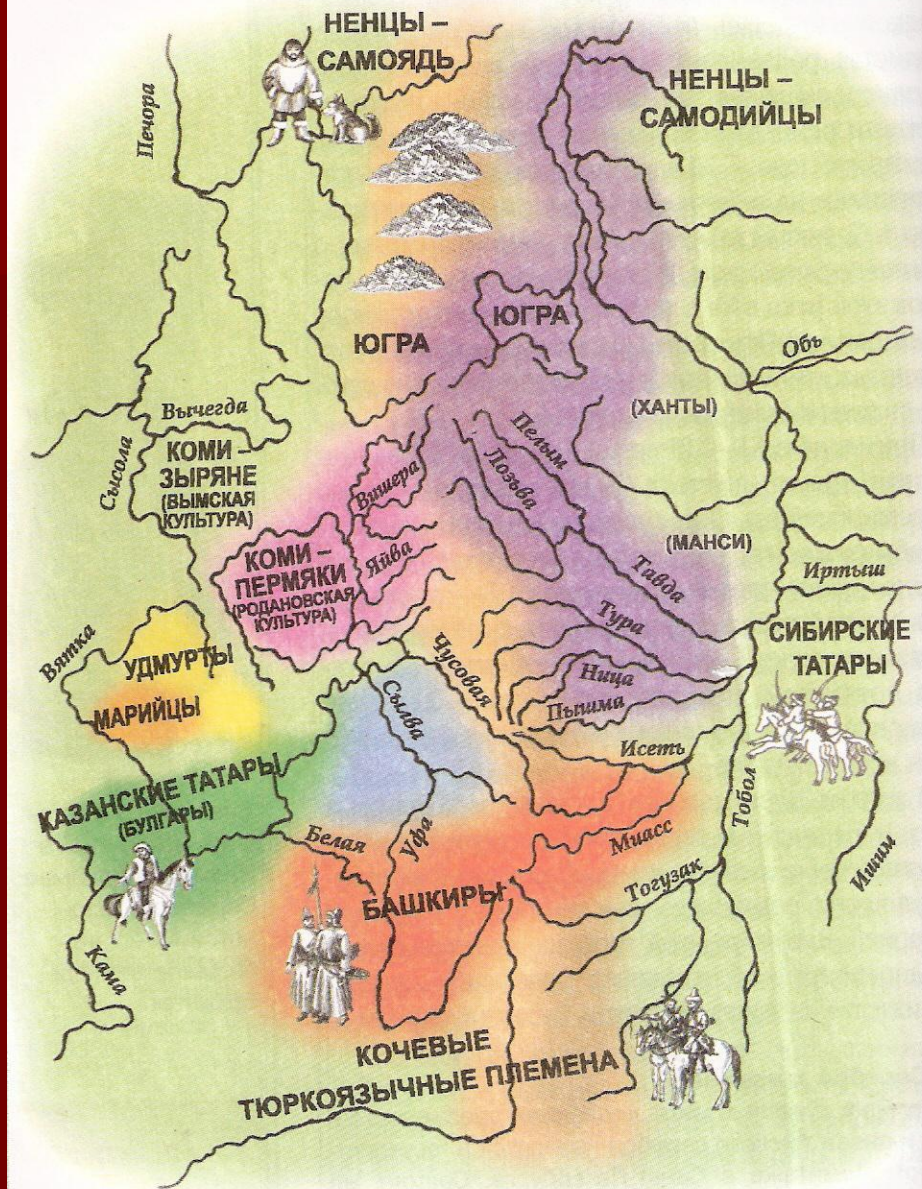 НЕНЦЫ –
САМОЯДЬ
НЕНЦЫ –
САМОДИЙЦЫ
Печора
ЮГРА
ЮГРА
Обь
(ХАНТЫ)
Вычегда
Сысола
КОМИ –
ЗЫРЯНЕ
(ВЫМСКАЯ
КУЛЬТУРА)
Вишера
Пелым
Лозьва
(МАНСИ)
КОМИ –
ПЕРМЯКИ
(РОДАНОВСКАЯ
КУЛЬТУРА)
Яйва
Тавда
Иртыш
Тура
СИБИРСКИЕ
ТАТАРЫ
Вятка
УДМУРТЫ
МАРИЙЦЫ
Чусовая
Сылва
Ница
Пышма
Исеть
КАЗАНСКИЕ ТАТАРЫ
(БУЛГАРЫ)
Белая
Уфа
Миасс
Тобол
Ишим
БАШКИРЫ
Тогузак
Кама
КОЧЕВЫЕ
ТЮРКОЯЗЫЧНЫЕ ПЛЕМЕНА